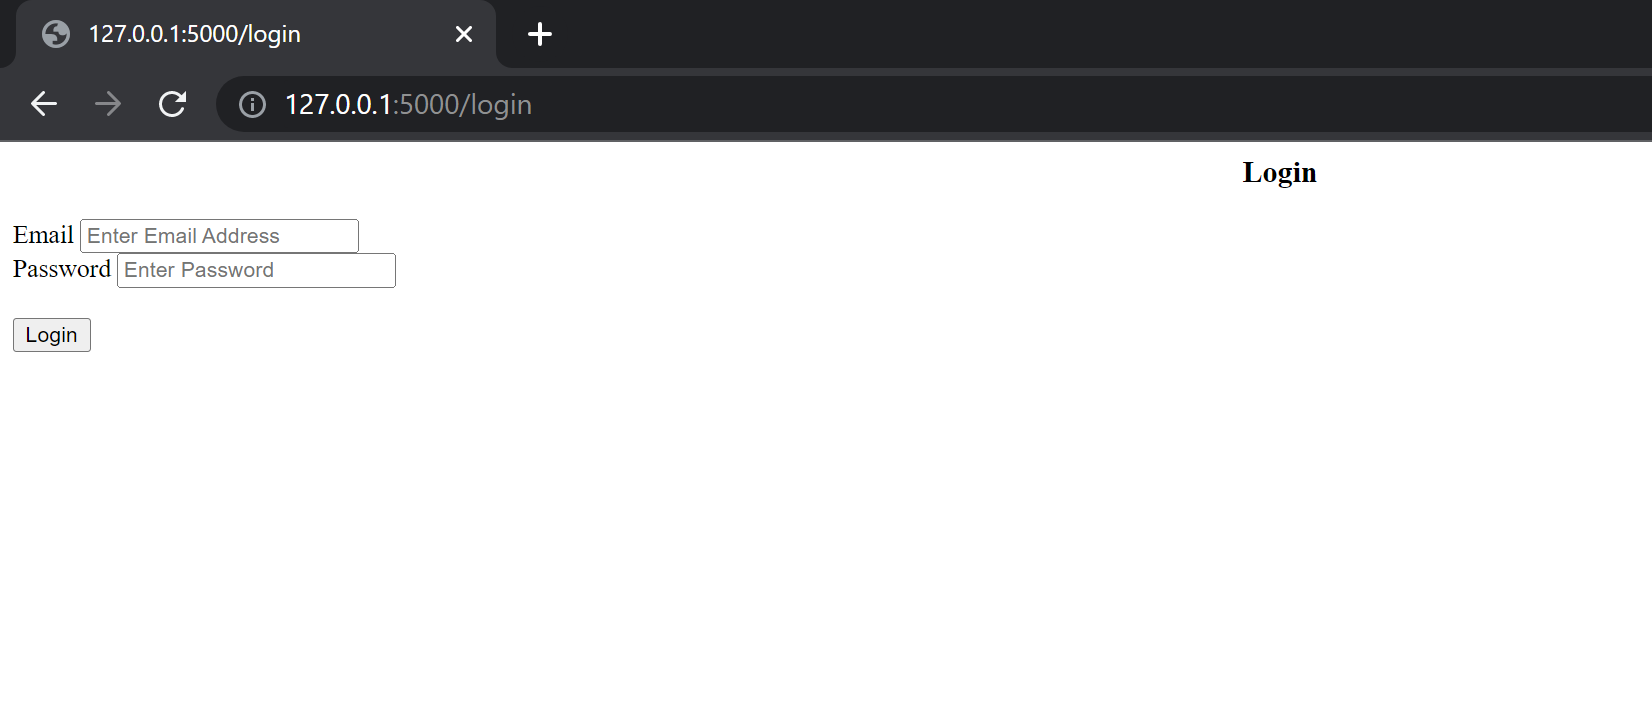 127.0.0.1:5000/login
127.0.0.1:5000/login
Login
Email Enter Email Address
Password Enter Password
Login